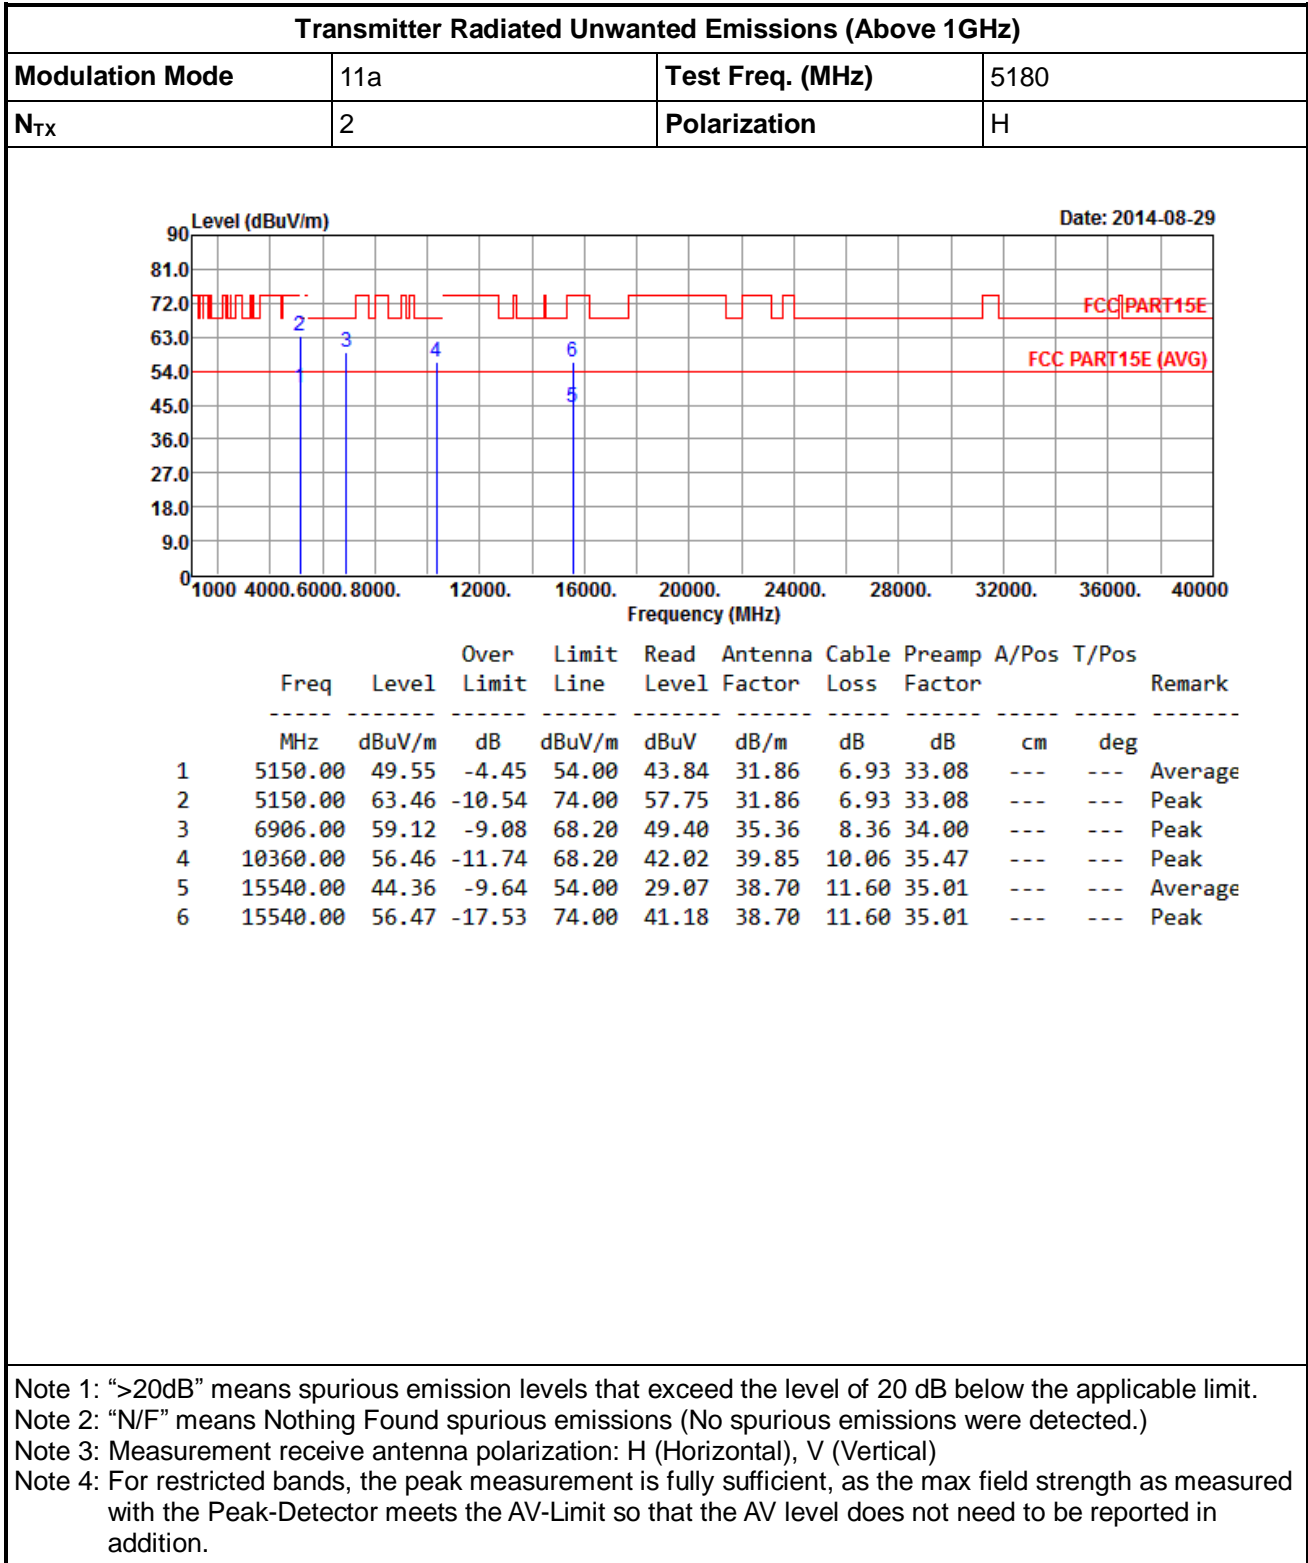 Transmitter Radiated Unwanted Emissions (Above 1GHz)
Modulation Mode 11a Test Freq. (MHz) 5180
NTX 2 Polarization H
Level (dBuV/m) Date: 2014-08-29
90
81.0
72.0
63.0
54.0
45.0
36.0
27.0
18.0
9.0
0
FCC PART15E
FCC PART15E (AVG)
1
2
3
4
5
6
1000 4000. 6000. 8000. 12000. 16000. 20000. 24000. 28000. 32000. 36000. 40000
Frequency (MHz)
Over Limit Read Antenna Cable Preamp A/Pos T/Pos
Freq Level Limit Line Level Factor Loss Factor Remark
----- ------- ------ ------ ------- ------ ----- ------ ----- ----- -------
MHz dBuV/m dB dBuV/m dBuV dB/m dB dB cm deg
1 5150.00 49.55 -4.45 54.00 43.84 31.86 6.93 33.08 --- --- Average
2 5150.00 63.46 -10.54 74.00 57.75 31.86 6.93 33.08 --- --- Peak
3 6906.00 59.12 -9.08 68.20 49.40 35.36 8.36 34.00 --- --- Peak
4 10360.00 56.46 -11.74 68.20 42.02 39.85 10.06 35.47 --- --- Peak
5 15540.00 44.36 -9.64 54.00 29.07 38.70 11.60 35.01 --- --- Average
6 15540.00 56.47 -17.53 74.00 41.18 38.70 11.60 35.01 --- --- Peak
Note 1: “>20dB” means spurious emission levels that exceed the level of 20 dB below the applicable limit.
Note 2: “N/F” means Nothing Found spurious emissions (No spurious emissions were detected.)
Note 3: Measurement receive antenna polarization: H (Horizontal), V (Vertical)
Note 4: For restricted bands, the peak measurement is fully sufficient, as the max field strength as measured
with the Peak-Detector meets the AV-Limit so that the AV level does not need to be reported in
addition.